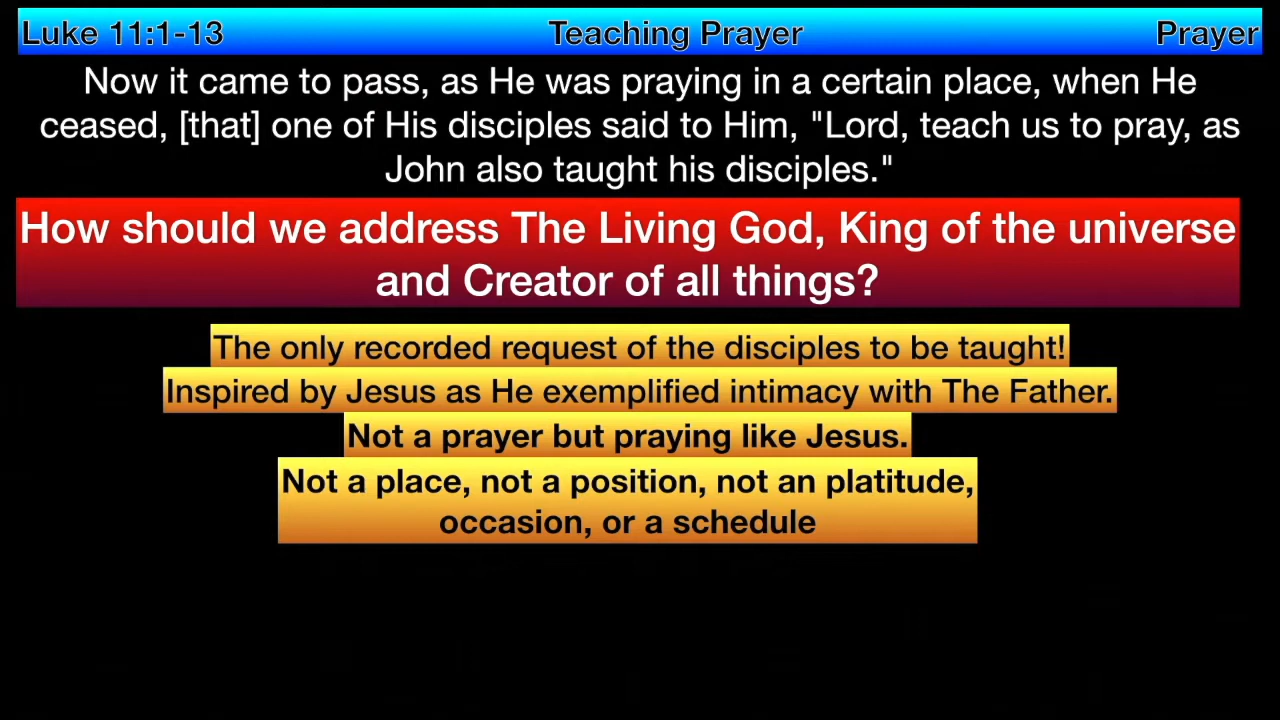 Luke 11:1-13 Teaching Prayer Prayer
Now it came to pass, as He was praying in a certain place, when He
ceased, [that] one of His disciples said to Him, "Lord, teach us to pray, as
John also taught his disciples."
How should we address The Living God, King of the universe
and Creator of all things?
The only recorded request of the disciples to be taught!
Inspired by Jesus as He exemplified intimacy with The Father.
Not a prayer but praying like Jesus.
Not a place, not a position, not an platitude,
occasion, or a schedule